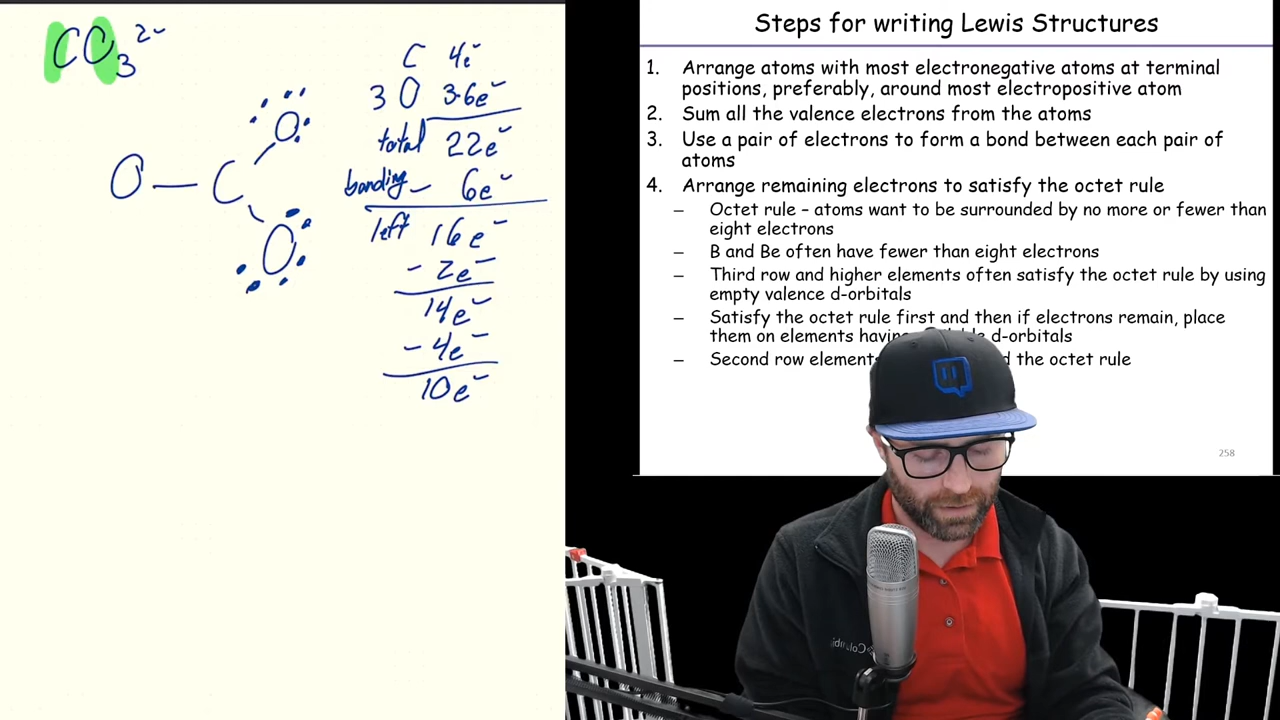 CO₃²⁻
C 4e⁻
3 O 3·6e⁻
total 22e⁻
bonding – 6e⁻
left 16e⁻
- 2e⁻
14e⁻
- 4e⁻
10e⁻
O
O — C
O
Steps for writing Lewis Structures
1. Arrange atoms with most electronegative atoms at terminal
positions, preferably, around most electropositive atom
2. Sum all the valence electrons from the atoms
3. Use a pair of electrons to form a bond between each pair of
atoms
4. Arrange remaining electrons to satisfy the octet rule
– Octet rule – atoms want to be surrounded by no more or fewer than
eight electrons
– B and Be often have fewer than eight electrons
– Third row and higher elements often satisfy the octet rule by using
empty valence d-orbitals
– Satisfy the octet rule first and then if electrons remain, place
them on elements having d-orbitals
– Second row elements the octet rule
258